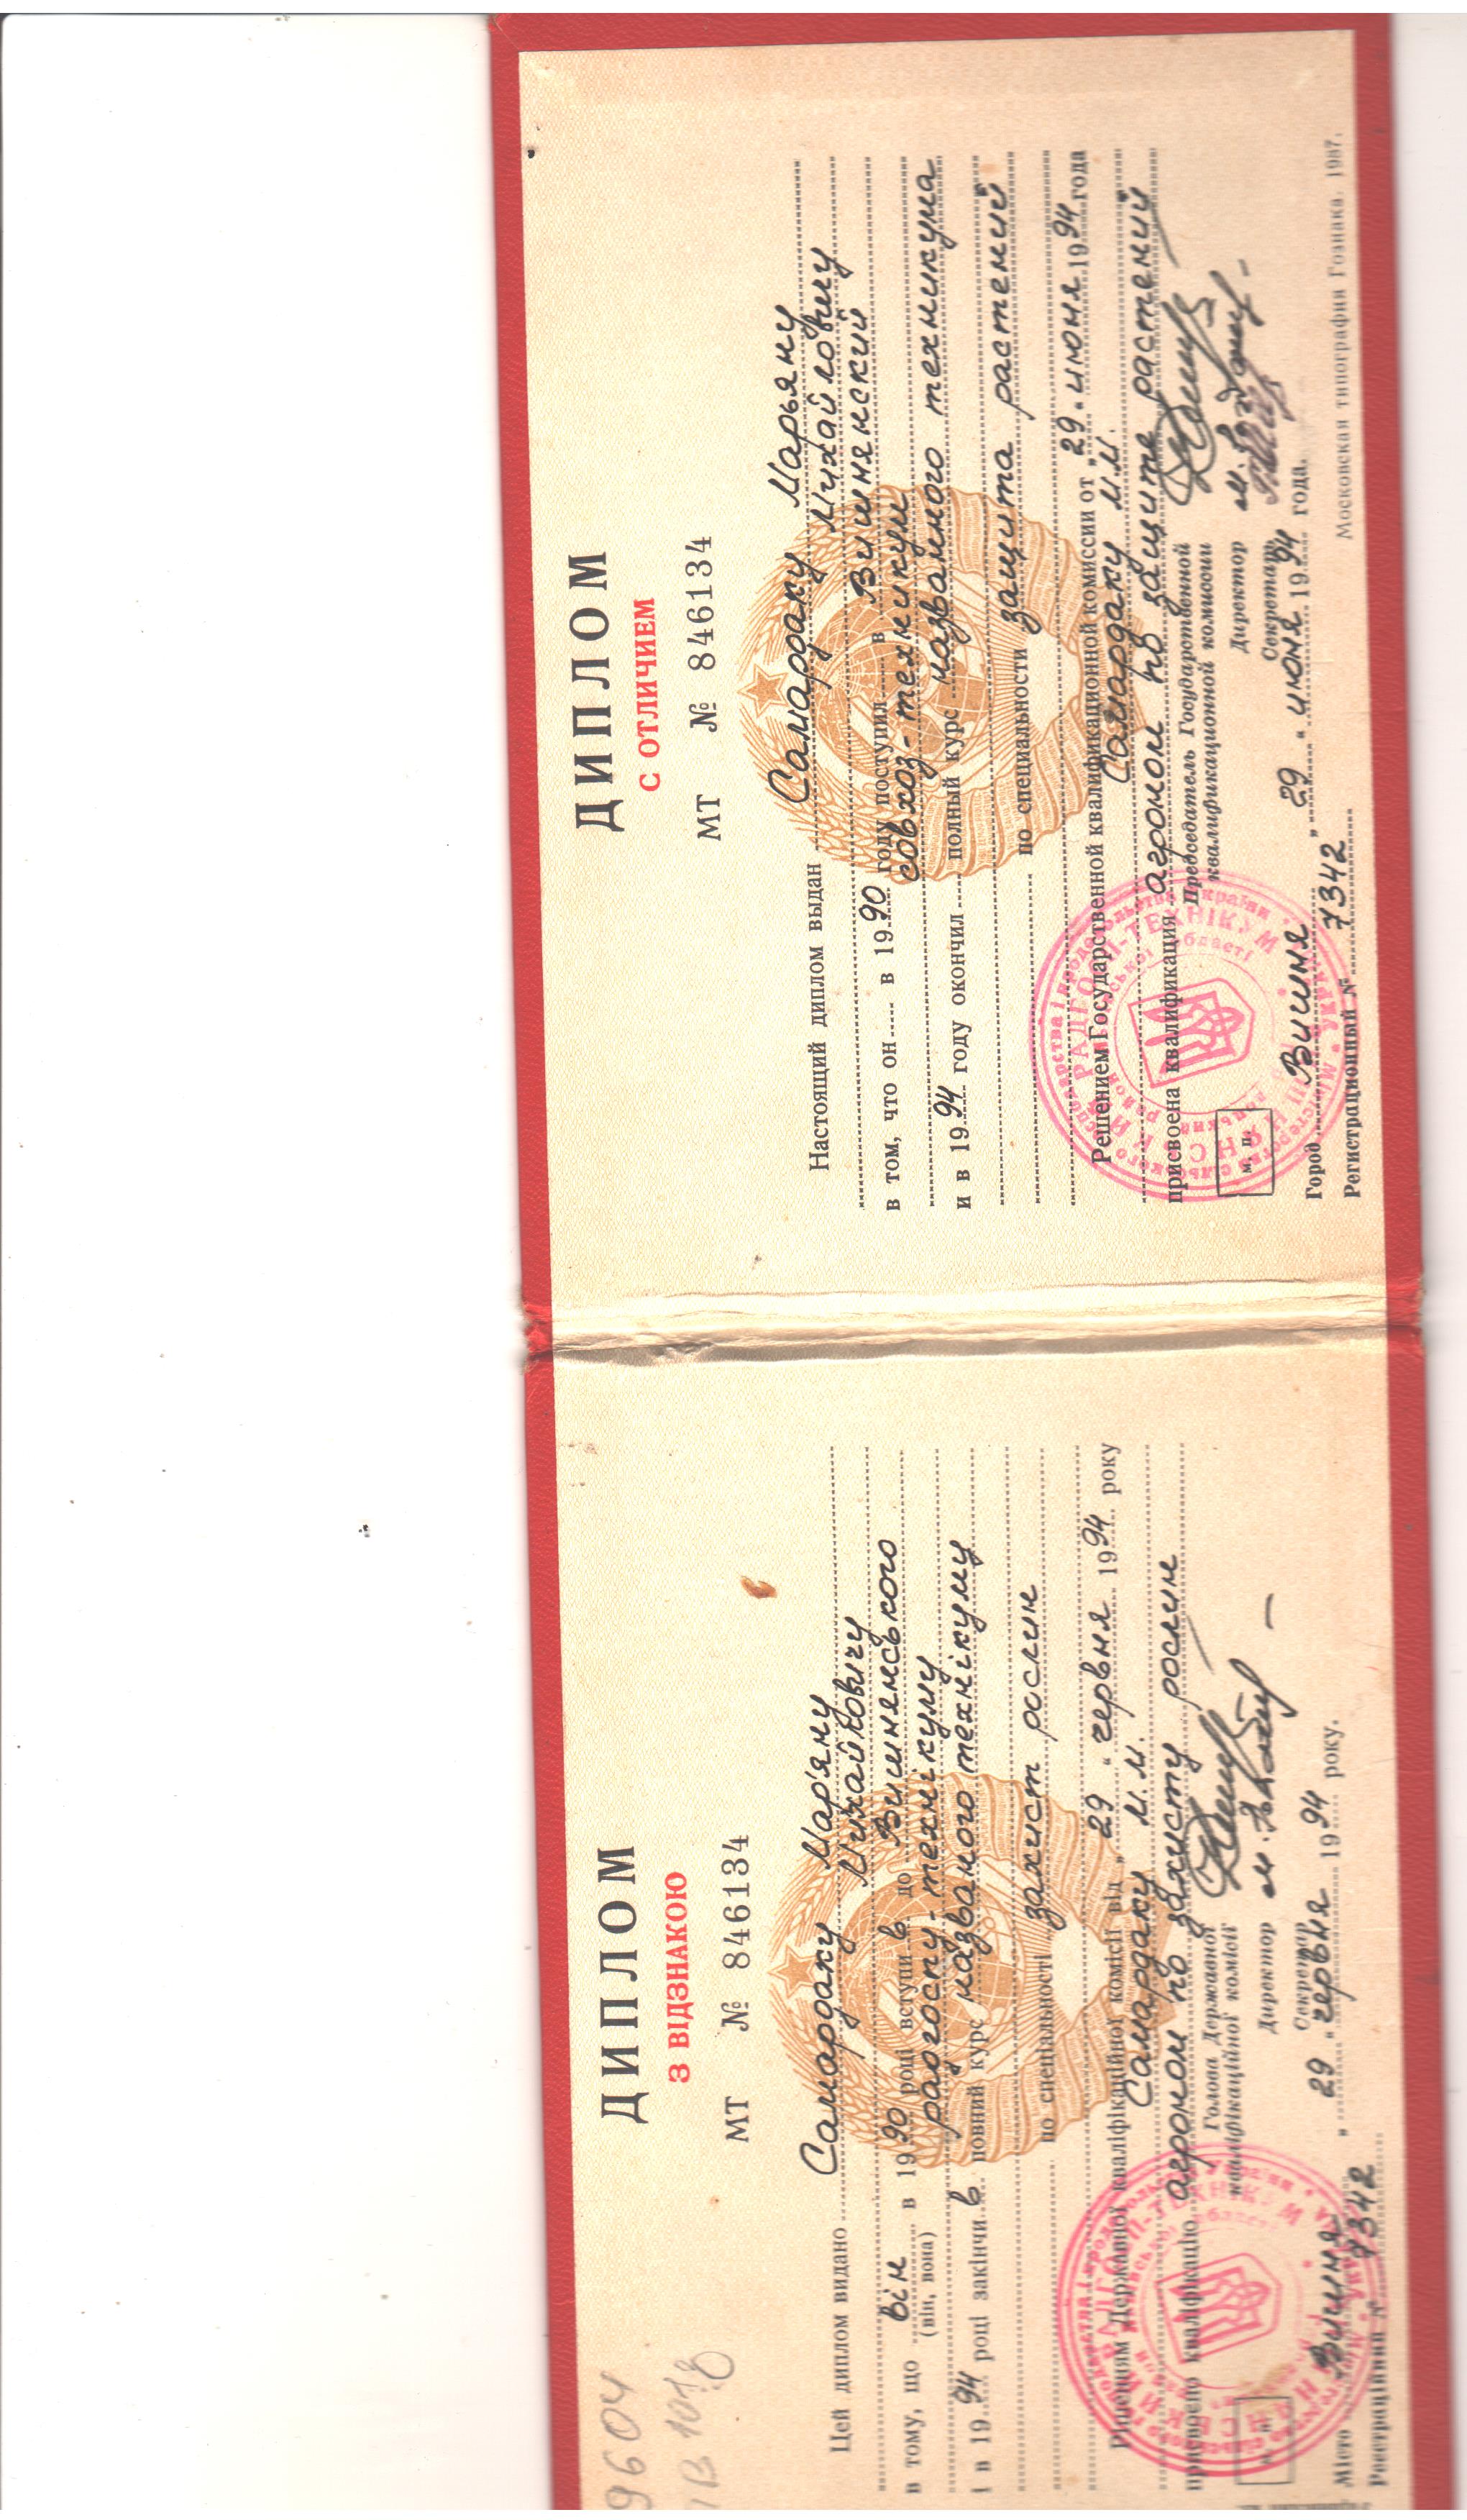 9604
ДИПЛОМ
З ВІДЗНАКОЮ
МТ № 846134
Цей диплом видано Самардаку Мар'яну
Михайловичу
в тому, що він в 1990 році вступив до Вишнянського
(він, вона)
радгоспу-технікуму
і в 1994 році закінчив повний курс названого технікуму
по спеціальності захист рослин
Рішенням Державної кваліфікаційної комісії від „29" червня 1994 року
Самардаку М.М.
присвоєно кваліфікацію агроном по захисту рослин
Голова Державної
кваліфікаційної комісії
Директор
Секретар
М. П.
Місто Вишня „29" червня 1994 року.
Реєстраційний № 7342
ДИПЛОМ
С ОТЛИЧИЕМ
МТ № 846134
Настоящий диплом выдан Самардаку Марьяну
Михайловичу
в том, что он в 1990 году поступил в Вишнянский
совхоз-техникум
и в 1994 году окончил полный курс названного техникума
по специальности защита растений
Решением Государственной квалификационной комиссии от „29" июня 1994 года
Самардаку М.М.
присвоена квалификация агроном по защите растений
Председатель Государственной
квалификационной комиссии
Директор
Секретарь
М. П.
Город Вишня „29" июня 1994 года.
Регистрационный № 7342
Московская типография Гознака. 1987.